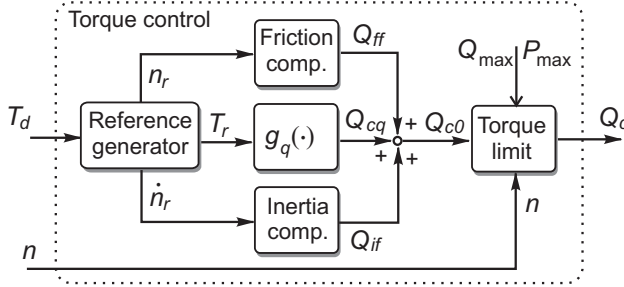 Torque control
Friction
comp.
Q_ff
Q_max P_max
n_r
T_d
Reference
generator
T_r
g_q(·)
Q_cq
+
+
+
Q_c0
Torque
limit
Q_c
ṅ_r
Inertia
comp.
Q_if
n
n